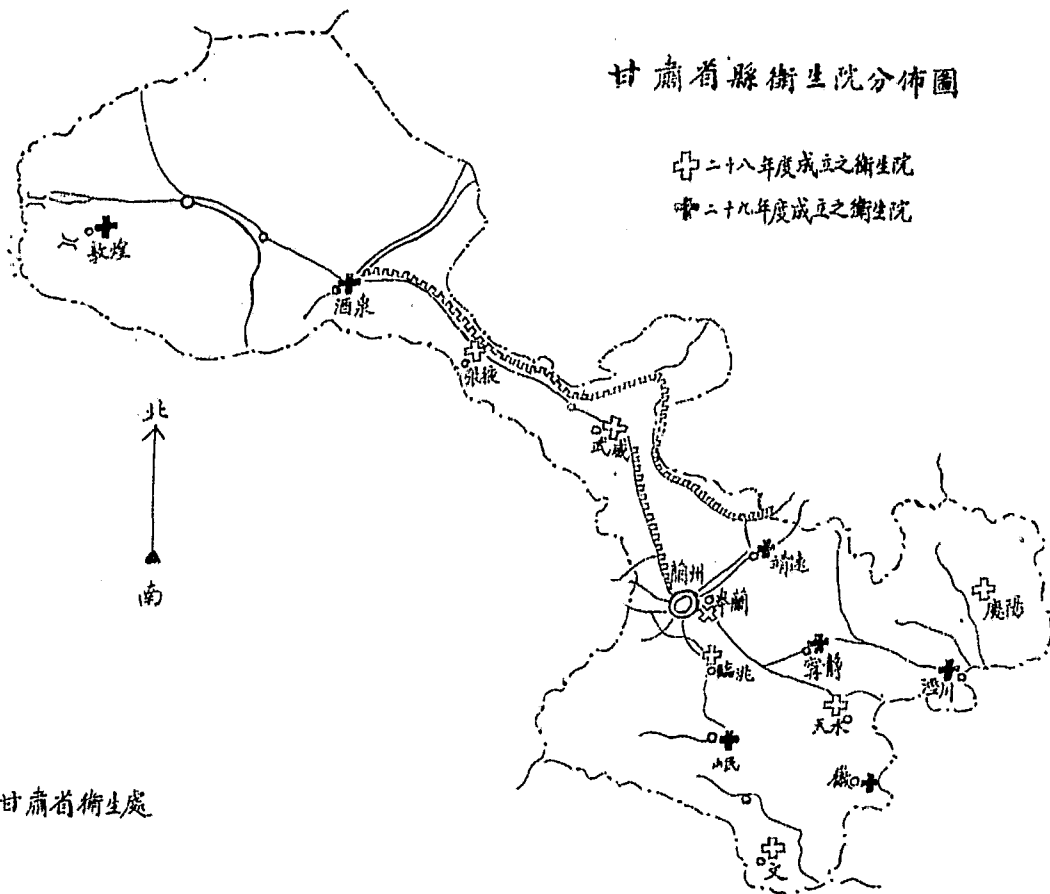 甘肅省縣衛生院分佈圖
二十八年度成立之衛生院
二十九年度成立之衛生院
敦煌
酒泉
張掖
武威
北
南
蘭州
皋蘭
靖遠
慶陽
臨洮
靜寧
涇川
天水
岷
徽
文
甘肅省衛生處